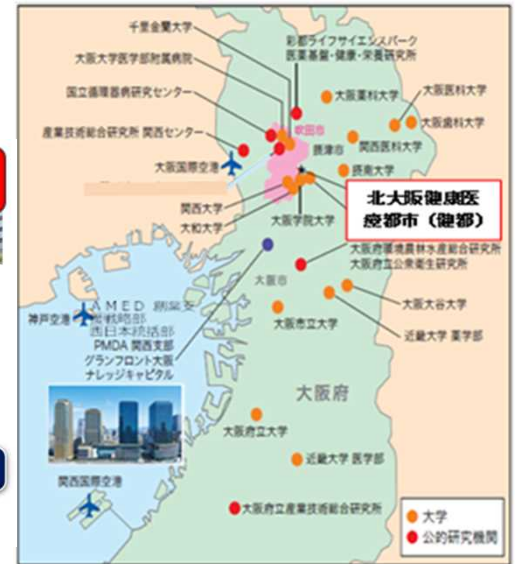 千里金蘭大学
大阪大学医学部附属病院
国立循環器病研究センター
産業技術総合研究所 関西センター
大阪国際空港
彩都ライフサイエンスパーク
医薬基盤・健康・栄養研究所
大阪薬科大学
大阪医科大学
大阪歯科大学
吹田市
摂津市
関西医科大学
摂南大学
北大阪健康医
療都市（健都）
関西大学
大和大学
大阪学院大学
大阪府環境農林水産総合研究所
大阪府立公衆衛生研究所
大阪市
大阪大谷大学
大阪市立大学
近畿大学 薬学部
神戸空港
AMED 創薬支
援戦略部
西日本統括部
PMDA 関西支部
グランフロント大阪
ナレッジキャピタル
大阪府
大阪府立大学
近畿大学 医学部
関西国際空港
大阪府立産業技術総合研究所
大学
公的研究機関